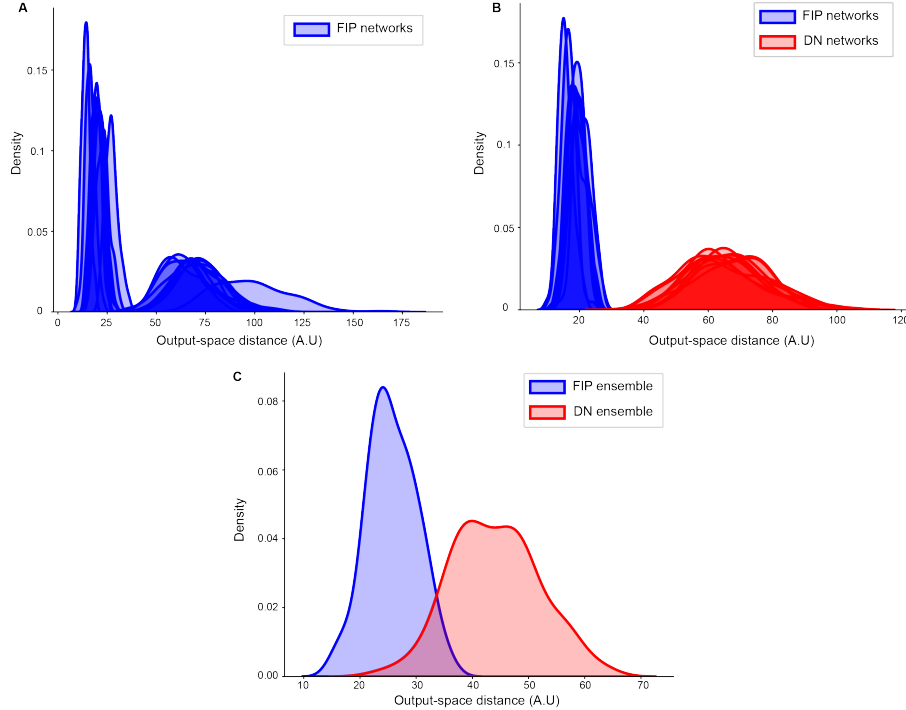 A
FIP networks
0.15
0.1
0.05
0
Density
0 25 50 75 100 125 150 175
Output-space distance (A.U)
B
FIP networks
DN networks
0.15
0.1
0.05
0
Density
20 40 60 80 100 120
Output-space distance (A.U)
C
FIP ensemble
DN ensemble
0.08
0.06
0.04
0.02
0.00
Density
10 20 30 40 50 60 70
Output-space distance (A.U)